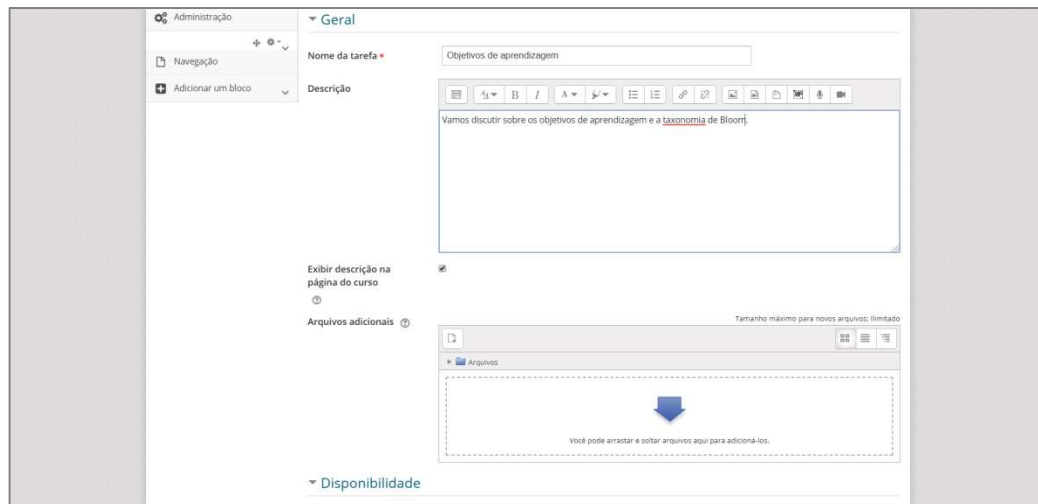 Administração
Navegação
Adicionar um bloco
Geral
Nome da tarefa *
Objetivos de aprendizagem
Descrição
B I A
Vamos discutir sobre os objetivos de aprendizagem e a taxonomia de Bloom.
Exibir descrição na
página do curso
Arquivos adicionais
Tamanho máximo para novos arquivos: Ilimitado
Arquivos
Você pode arrastar e soltar arquivos aqui para adicioná-los.
Disponibilidade